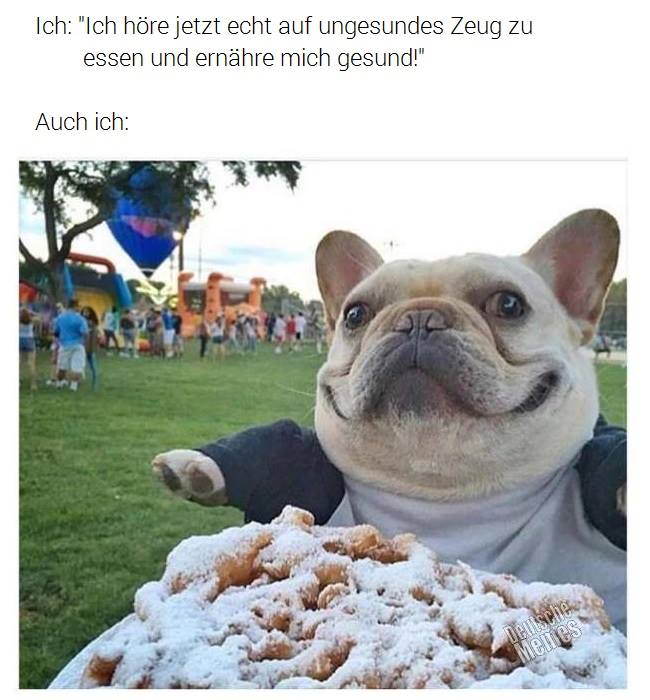 Ich: "Ich höre jetzt echt auf ungesundes Zeug zu
essen und ernähre mich gesund!"
Auch ich:
Deutsche
Memes